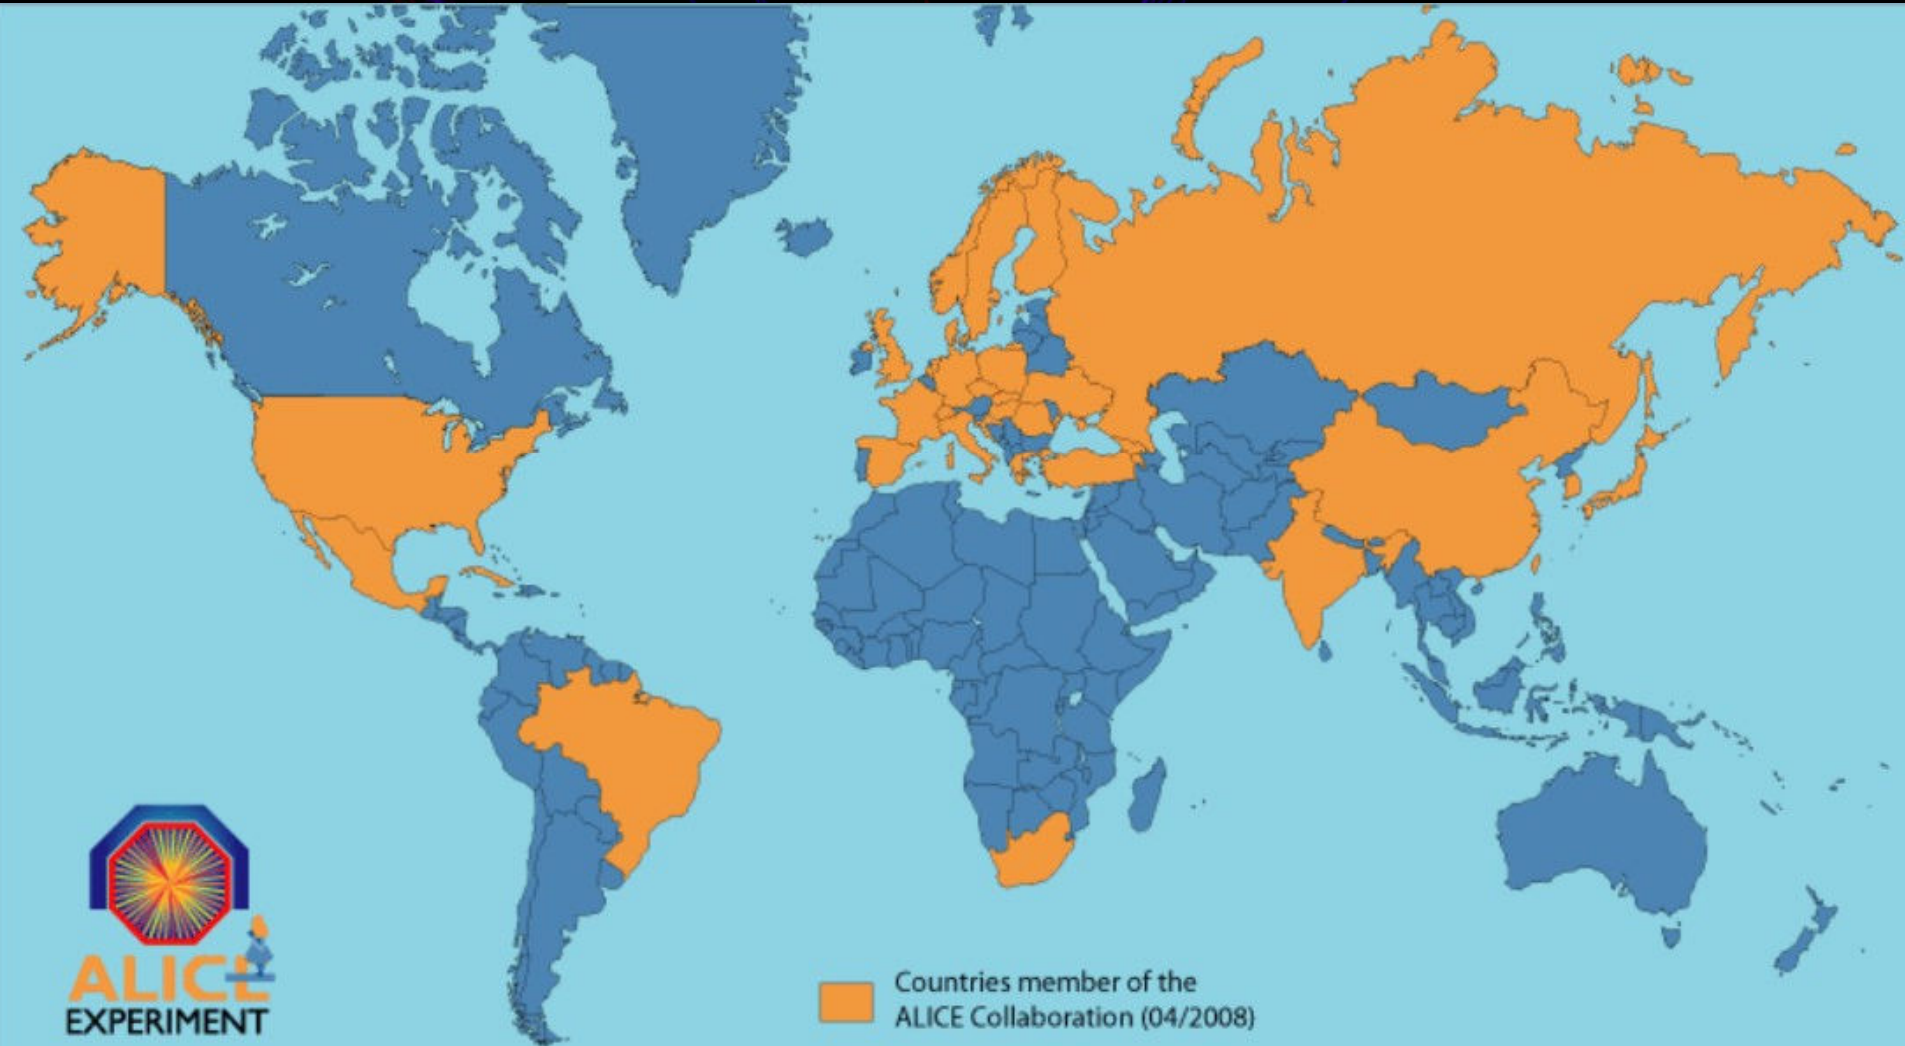 ALICE
EXPERIMENT
Countries member of the
ALICE Collaboration (04/2008)